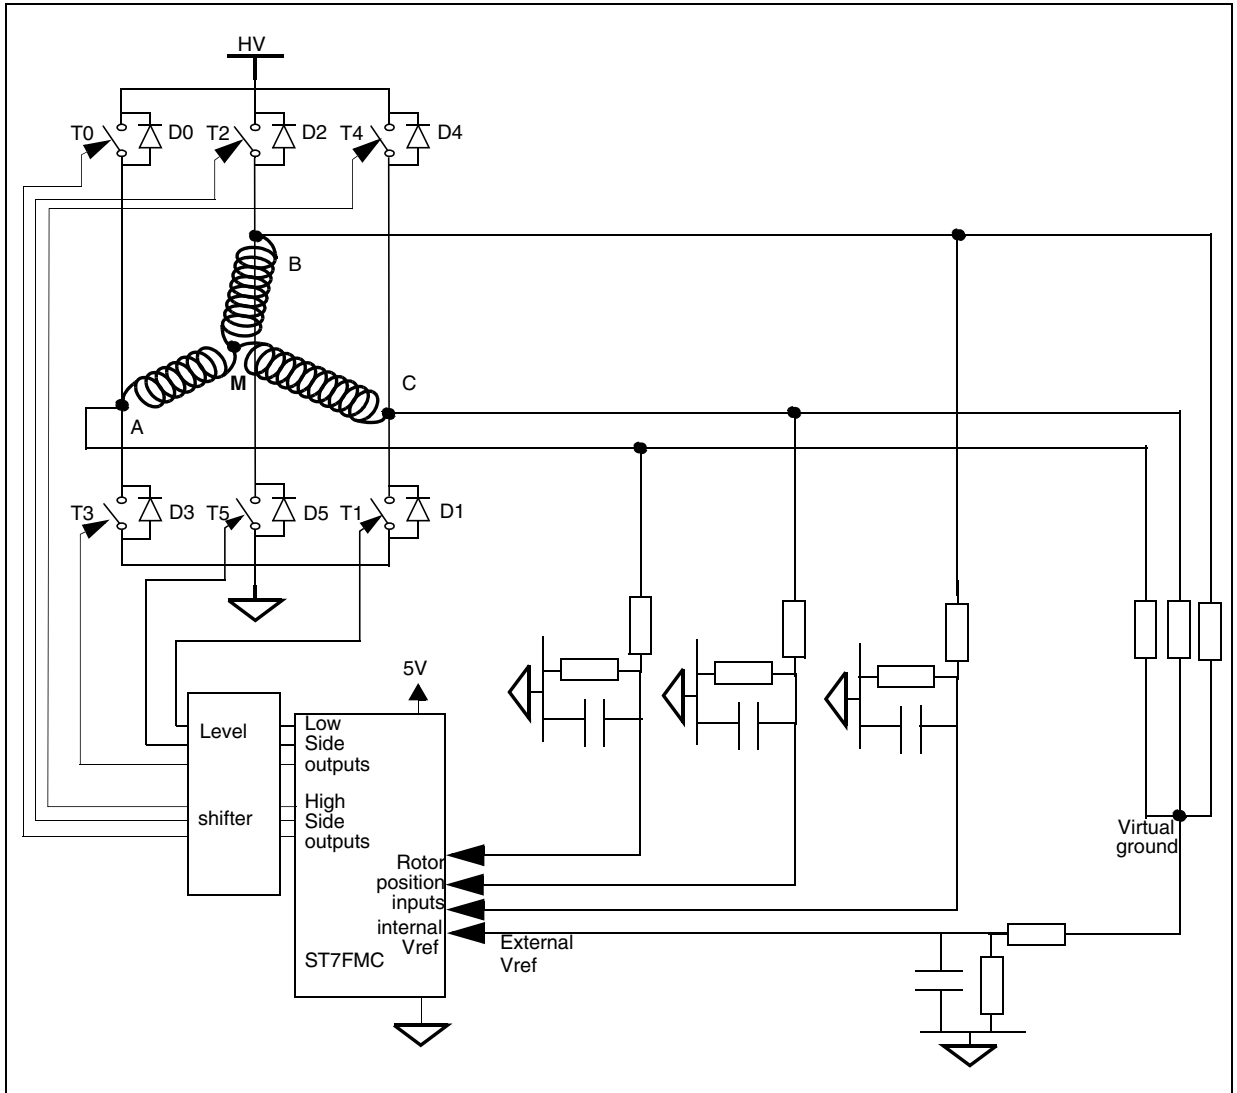 HV
T0
D0
T2
D2
T4
D4
B
M
C
A
T3
D3
T5
D5
T1
D1
5V
Level
shifter
Low
Side
outputs
High
Side
outputs
Rotor
position
inputs
internal
Vref
ST7FMC
External
Vref
Virtual
ground